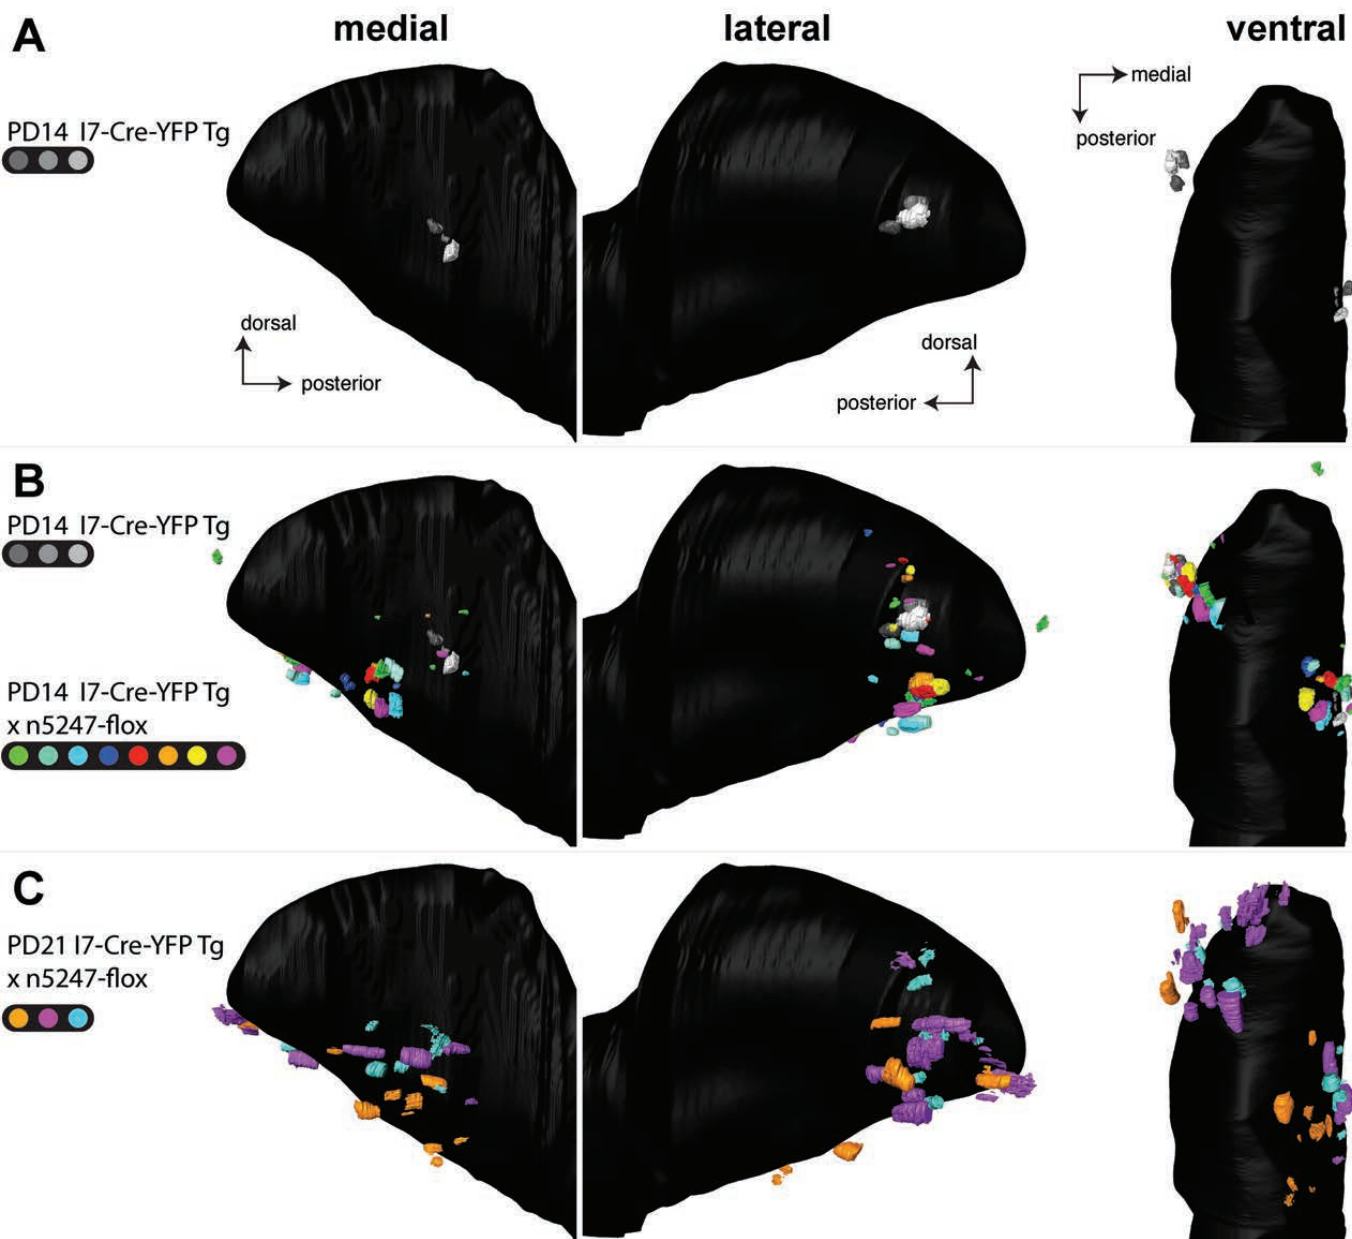 A
medial
lateral
ventral
PD14 I7-Cre-YFP Tg
medial
posterior
dorsal
posterior
dorsal
posterior
B
PD14 I7-Cre-YFP Tg
PD14 I7-Cre-YFP Tg
x n5247-flox
C
PD21 I7-Cre-YFP Tg
x n5247-flox